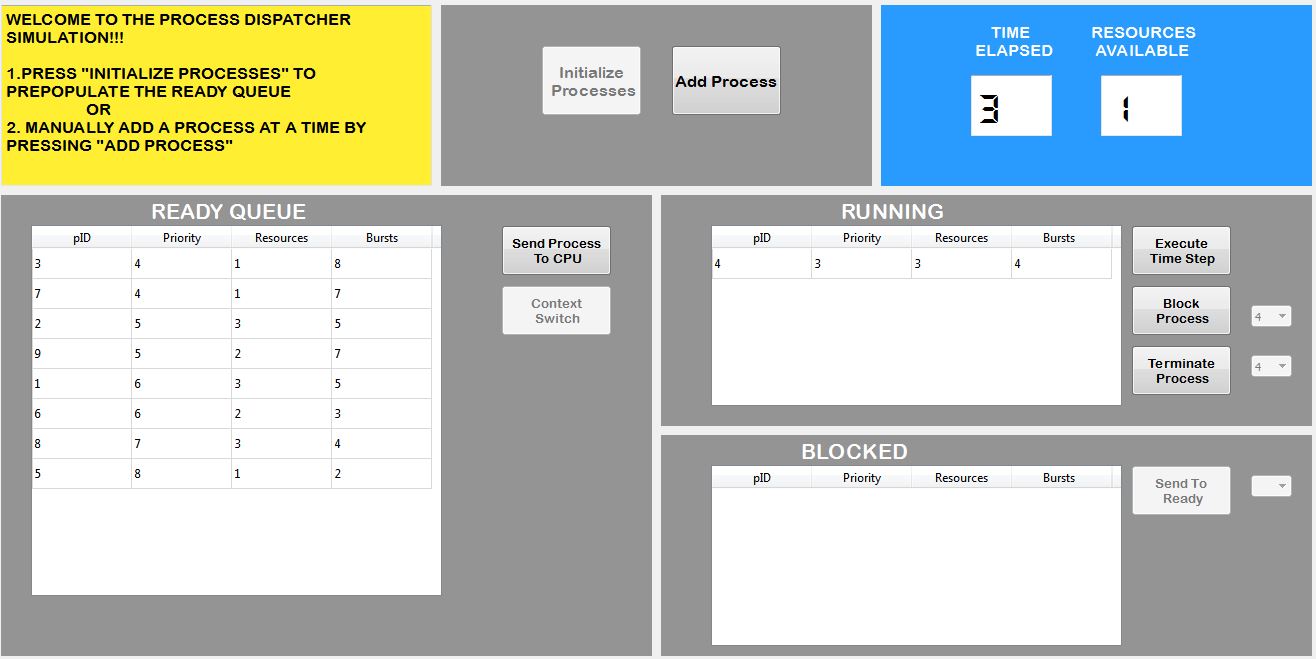 WELCOME TO THE PROCESS DISPATCHER
SIMULATION!!!
1.PRESS "INITIALIZE PROCESSES" TO
PREPOPULATE THE READY QUEUE
OR
2. MANUALLY ADD A PROCESS AT A TIME BY
PRESSING "ADD PROCESS"
Initialize
Processes
Add Process
TIME
ELAPSED
3
RESOURCES
AVAILABLE
1
READY QUEUE
pID Priority Resources Bursts
3 4 1 8
7 4 1 7
2 5 3 5
9 5 2 7
1 6 3 5
6 6 2 3
8 7 3 4
5 8 1 2
Send Process
To CPU
Context
Switch
RUNNING
pID Priority Resources Bursts
4 3 3 4
Execute
Time Step
Block
Process
4
Terminate
Process
4
BLOCKED
pID Priority Resources Bursts
Send To
Ready